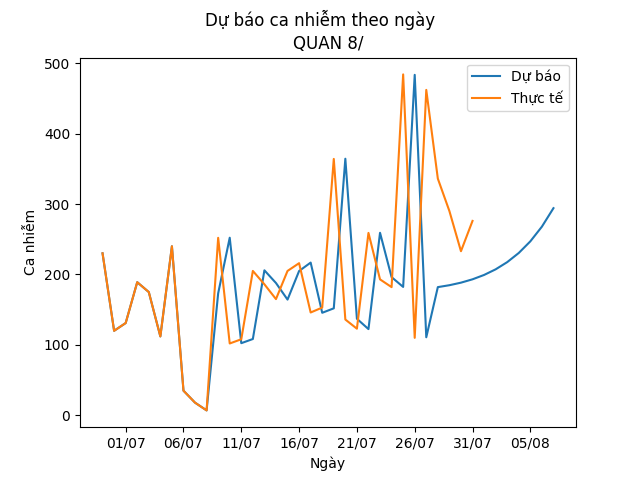 Dự báo ca nhiễm theo ngày
QUAN 8/
Dự báo
Thực tế
Ca nhiễm
500
400
300
200
100
0
01/07 06/07 11/07 16/07 21/07 26/07 31/07 05/08
Ngày